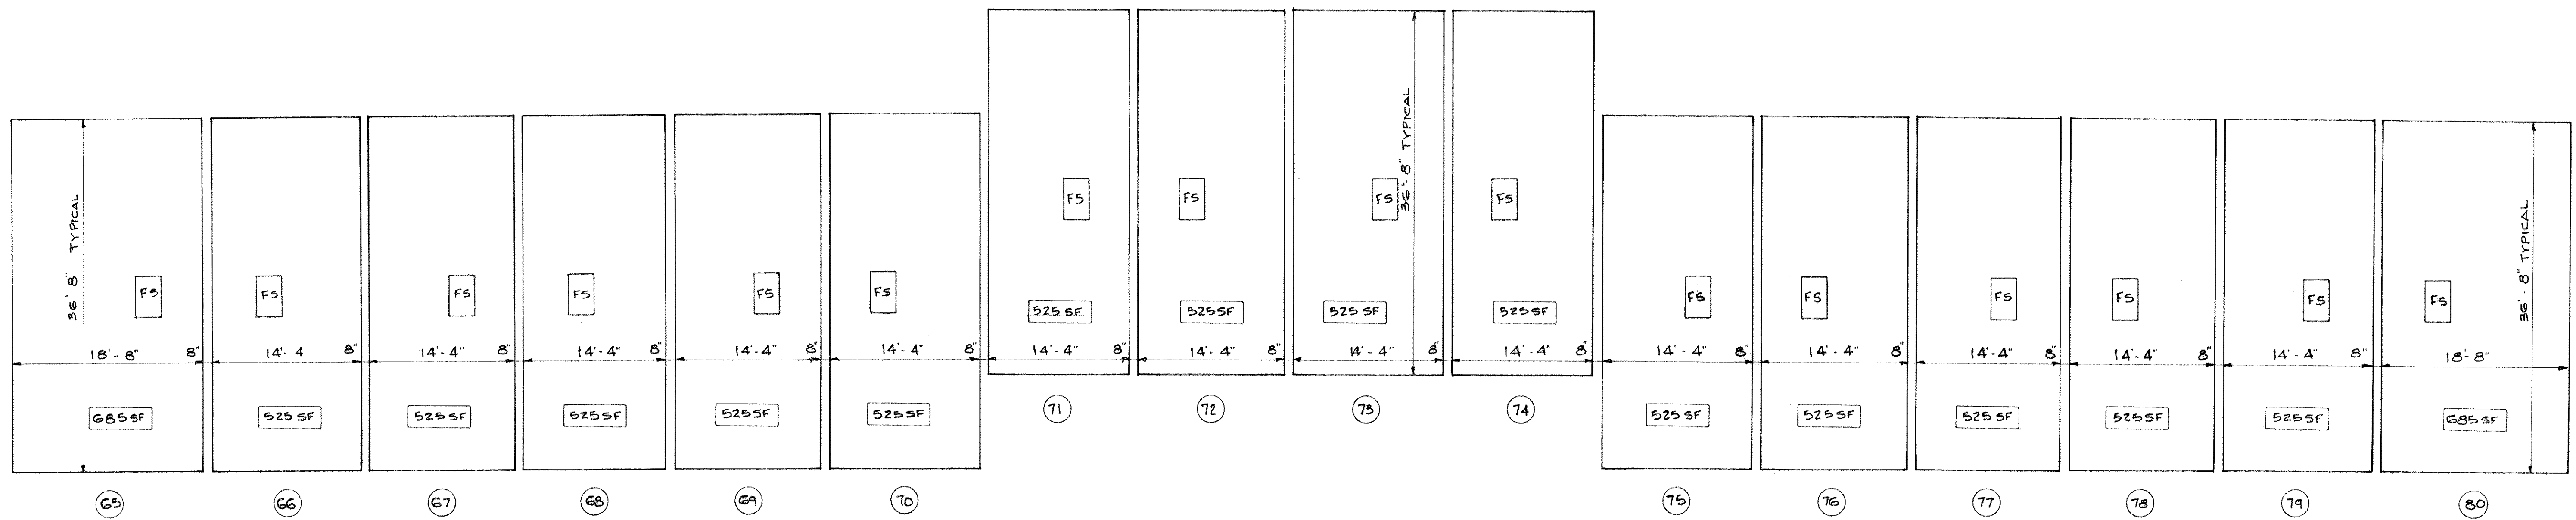 36'-8" TYPICAL
FS
18'-8" 8"
685 SF
65
FS
14'-4 8"
525 SF
66
FS
14'-4" 8"
525 SF
67
FS
14'-4" 8"
525 SF
68
FS
14'-4" 8"
525 SF
69
FS
14'-4" 8"
525 SF
70
FS
525 SF
14'-4" 8"
71
FS
525 SF
14'-4" 8"
72
36'-8" TYPICAL
FS
525 SF
14'-4" 8"
73
FS
525 SF
14'-4" 8"
74
FS
14'-4" 8"
525 SF
75
FS
14'-4" 8"
525 SF
76
FS
14'-4" 8"
525 SF
77
FS
14'-4" 8"
525 SF
78
FS
14'-4" 8"
525 SF
79
36'-8" TYPICAL
FS
18'-8"
685 SF
80